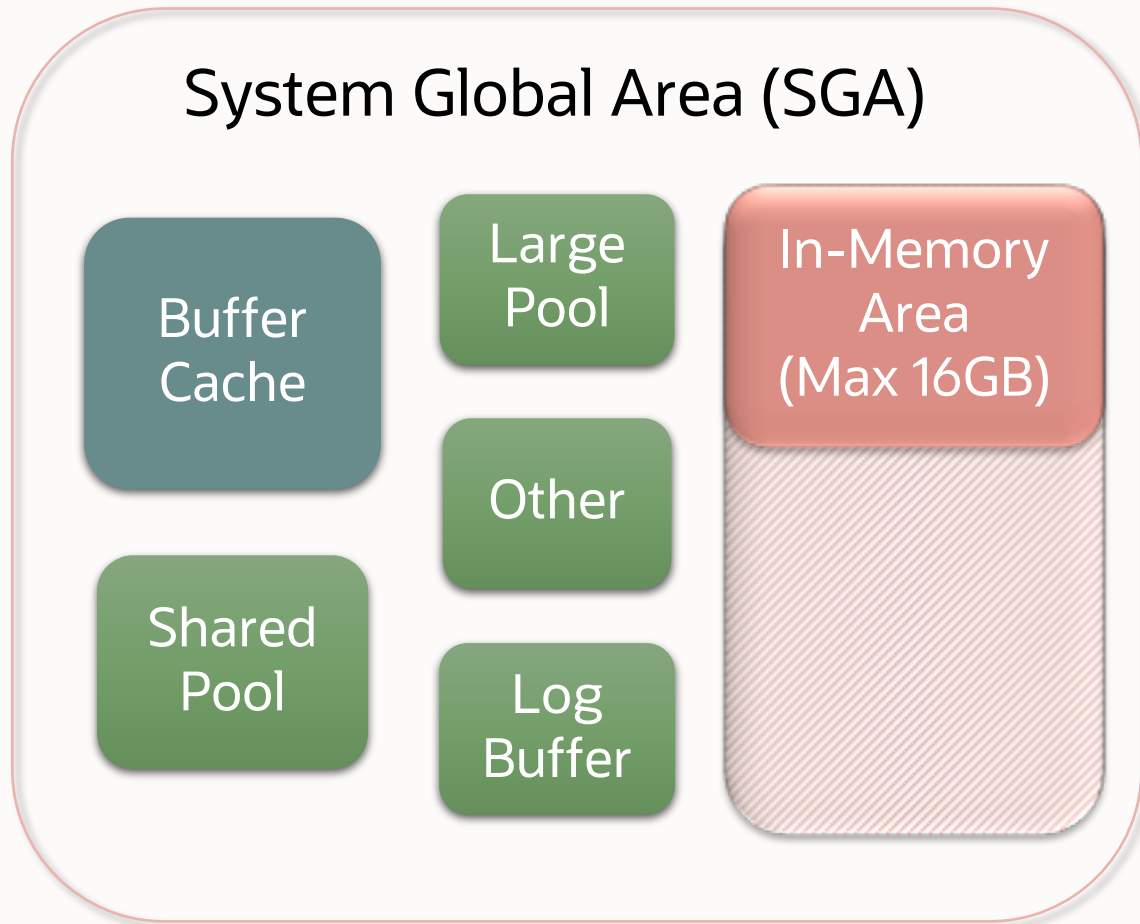 System Global Area (SGA)
Buffer
Cache
Shared
Pool
Large
Pool
Other
Log
Buffer
In-Memory
Area
(Max 16GB)